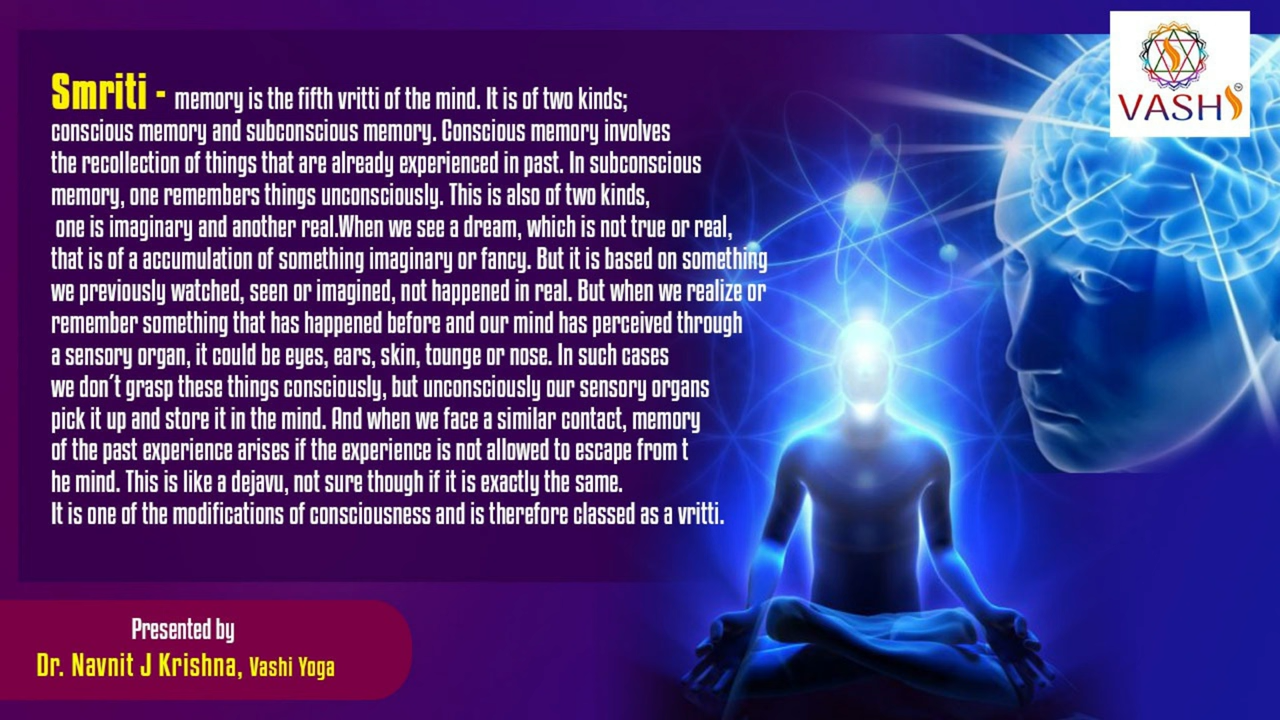 VASHI
TM
Smriti - memory is the fifth vritti of the mind. It is of two kinds;
conscious memory and subconscious memory. Conscious memory involves
the recollection of things that are already experienced in past. In subconscious
memory, one remembers things unconsciously. This is also of two kinds,
one is imaginary and another real.When we see a dream, which is not true or real,
that is of a accumulation of something imaginary or fancy. But it is based on something
we previously watched, seen or imagined, not happened in real. But when we realize or
remember something that has happened before and our mind has perceived through
a sensory organ, it could be eyes, ears, skin, tounge or nose. In such cases
we don't grasp these things consciously, but unconsciously our sensory organs
pick it up and store it in the mind. And when we face a similar contact, memory
of the past experience arises if the experience is not allowed to escape from t
he mind. This is like a dejavu, not sure though if it is exactly the same.
It is one of the modifications of consciousness and is therefore classed as a vritti.
Presented by
Dr. Navnit J Krishna, Vashi Yoga